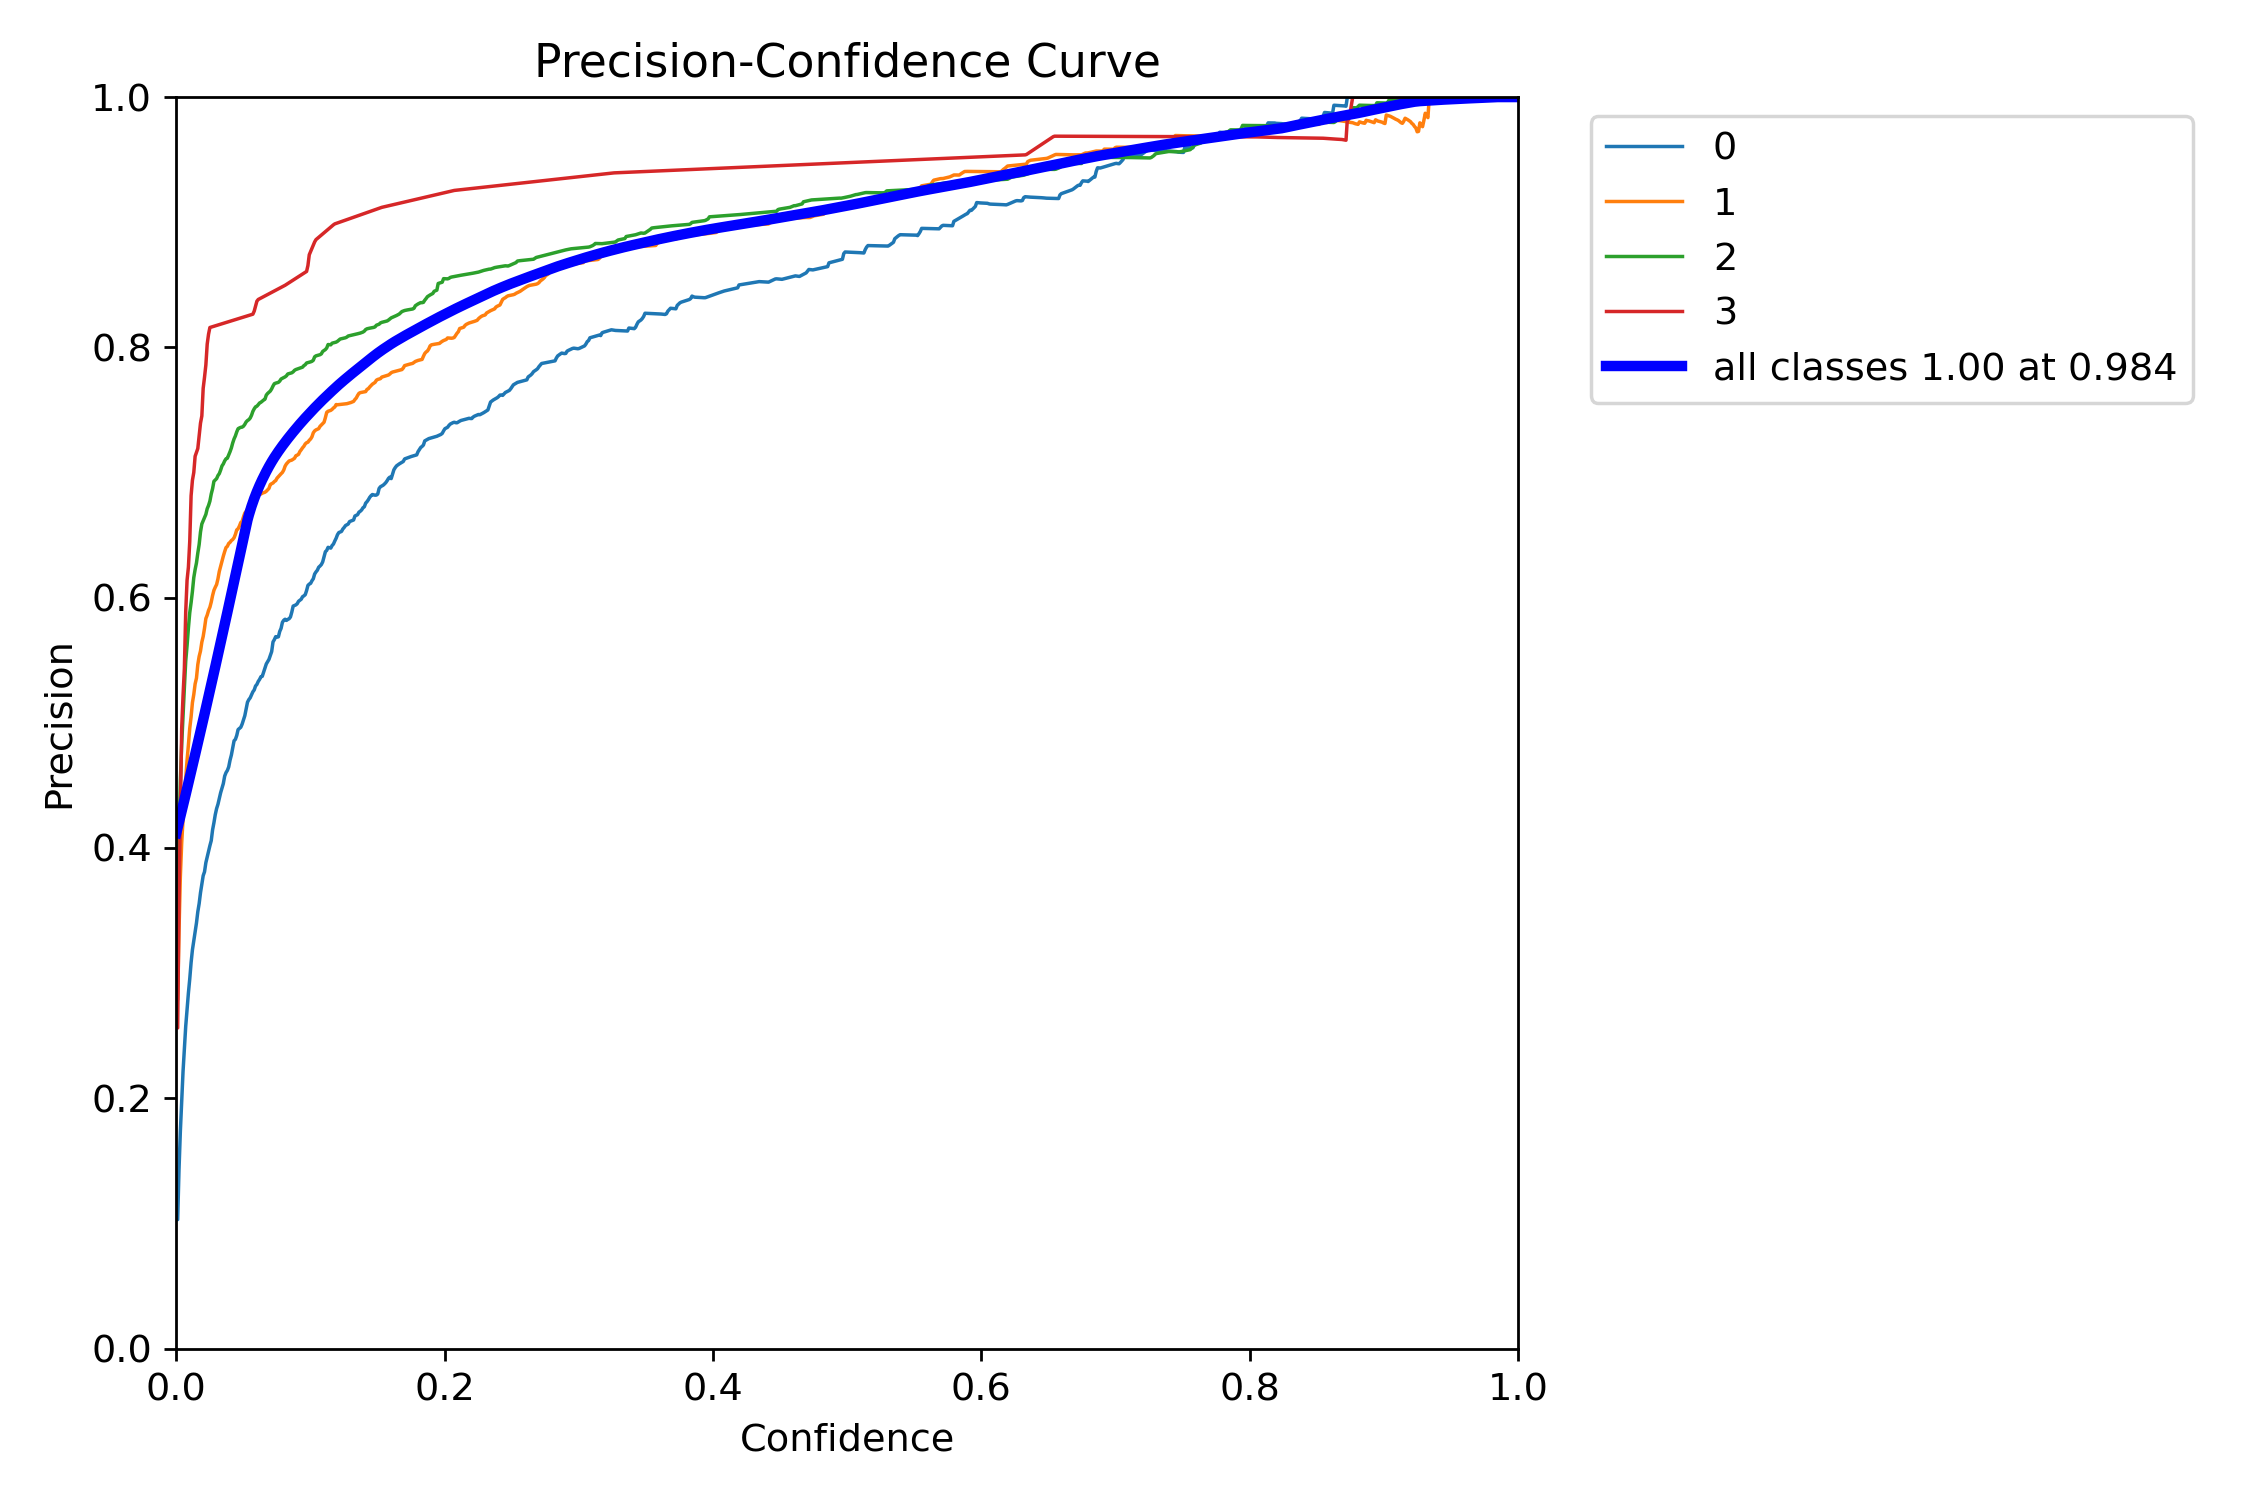 Precision-Confidence Curve
1.0
0.8
0.6
0.4
0.2
0.0
Precision
0.0 0.2 0.4 0.6 0.8 1.0
Confidence
0
1
2
3
all classes 1.00 at 0.984